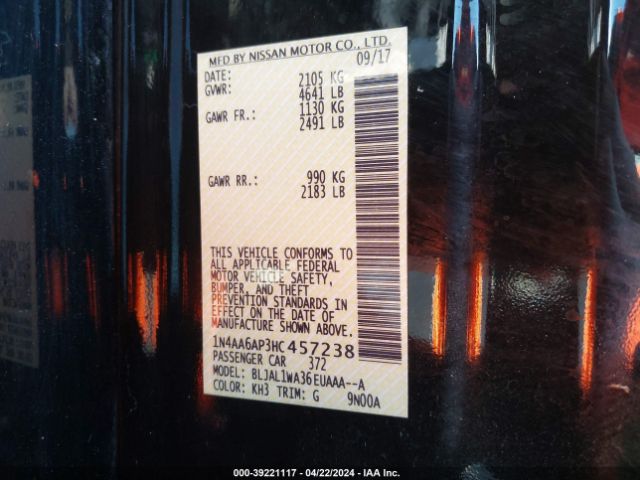 MFD BY NISSAN MOTOR CO., LTD.
DATE: 09/17
GVWR: 2105 KG
4641 LB
GAWR FR.: 1130 KG
2491 LB
GAWR RR.: 990 KG
2183 LB
THIS VEHICLE CONFORMS TO
ALL APPLICABLE FEDERAL
MOTOR VEHICLE SAFETY,
BUMPER, AND THEFT
PREVENTION STANDARDS IN
EFFECT ON THE DATE OF
MANUFACTURE SHOWN ABOVE.
1N4AA6AP3HC457238
PASSENGER CAR 372
MODEL: BLJAL1WA36EUAAA--A
COLOR: KH3 TRIM: G 9N00A
000-39221117 - 04/22/2024 - IAA Inc.